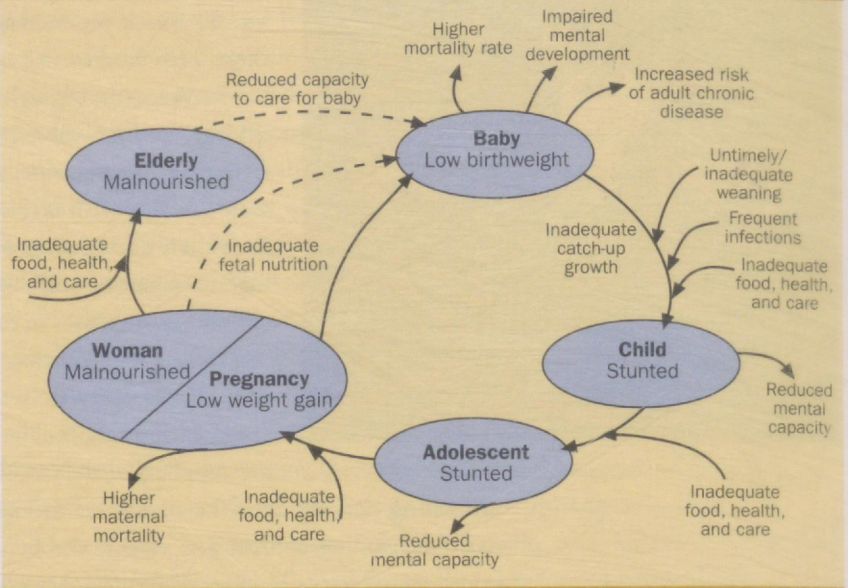 Higher
mortality rate
Impaired
mental
development
Increased risk
of adult chronic
disease
Reduced capacity
to care for baby
Baby
Low birthweight
Elderly
Malnourished
Untimely/
inadequate
weaning
Frequent
infections
Inadequate
food, health,
and care
Inadequate
catch-up
growth
Inadequate
food, health,
and care
Inadequate
fetal nutrition
Woman
Malnourished
Pregnancy
Low weight gain
Child
Stunted
Reduced
mental
capacity
Adolescent
Stunted
Higher
maternal
mortality
Inadequate
food, health,
and care
Reduced
mental capacity
Inadequate
food, health,
and care